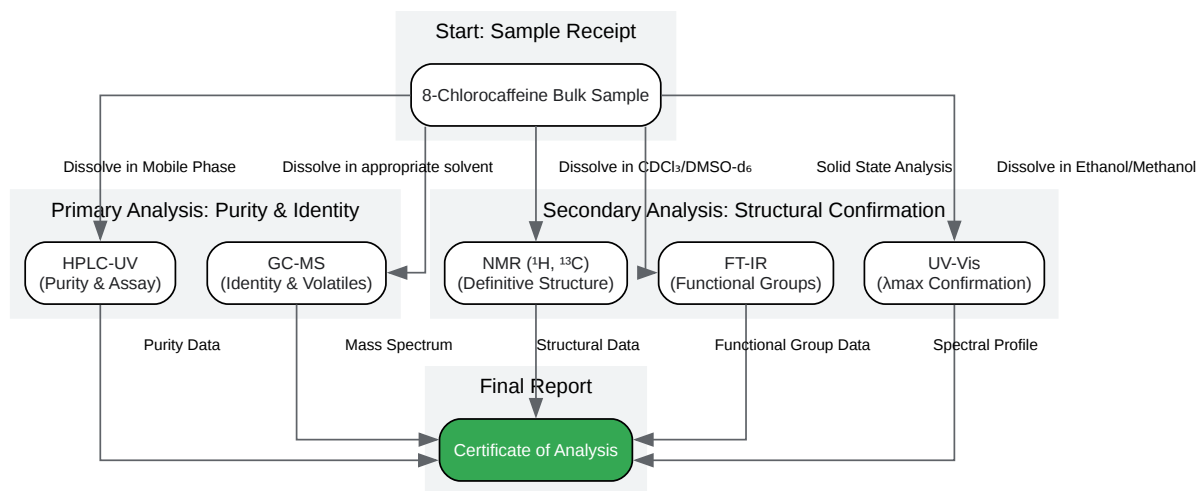 Start: Sample Receipt
8-Chlorocaffeine Bulk Sample
Dissolve in Mobile Phase
Dissolve in appropriate solvent
Dissolve in CDCl₃/DMSO-d₆
Solid State Analysis
Dissolve in Ethanol/Methanol
Primary Analysis: Purity & Identity
Secondary Analysis: Structural Confirmation
HPLC-UV
(Purity & Assay)
GC-MS
(Identity & Volatiles)
NMR (¹H, ¹³C)
(Definitive Structure)
FT-IR
(Functional Groups)
UV-Vis
(λmax Confirmation)
Purity Data
Mass Spectrum
Structural Data
Functional Group Data
Spectral Profile
Final Report
Certificate of Analysis